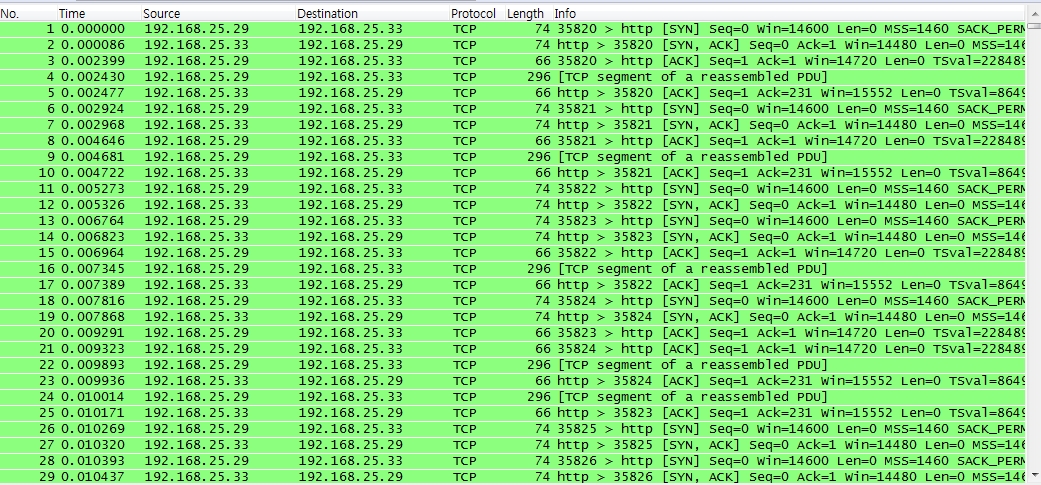 No. Time Source Destination Protocol Length Info
1 0.000000 192.168.25.29 192.168.25.33 TCP 74 35820 > http [SYN] Seq=0 Win=14600 Len=0 MSS=1460 SACK_PERM
2 0.000086 192.168.25.33 192.168.25.29 TCP 74 http > 35820 [SYN, ACK] Seq=0 Ack=1 Win=14480 Len=0 MSS=146
3 0.002399 192.168.25.29 192.168.25.33 TCP 66 35820 > http [ACK] Seq=1 Ack=1 Win=14720 Len=0 TSval=228489
4 0.002430 192.168.25.29 192.168.25.33 TCP 296 [TCP segment of a reassembled PDU]
5 0.002477 192.168.25.33 192.168.25.29 TCP 66 http > 35820 [ACK] Seq=1 Ack=231 Win=15552 Len=0 TSval=8649
6 0.002924 192.168.25.29 192.168.25.33 TCP 74 35821 > http [SYN] Seq=0 Win=14600 Len=0 MSS=1460 SACK_PERM
7 0.002968 192.168.25.33 192.168.25.29 TCP 74 http > 35821 [SYN, ACK] Seq=0 Ack=1 Win=14480 Len=0 MSS=146
8 0.004646 192.168.25.29 192.168.25.33 TCP 66 35821 > http [ACK] Seq=1 Ack=1 Win=14720 Len=0 TSval=228489
9 0.004681 192.168.25.29 192.168.25.33 TCP 296 [TCP segment of a reassembled PDU]
10 0.004722 192.168.25.33 192.168.25.29 TCP 66 http > 35821 [ACK] Seq=1 Ack=231 Win=15552 Len=0 TSval=8649
11 0.005273 192.168.25.29 192.168.25.33 TCP 74 35822 > http [SYN] Seq=0 Win=14600 Len=0 MSS=1460 SACK_PERM
12 0.005326 192.168.25.33 192.168.25.29 TCP 74 http > 35822 [SYN, ACK] Seq=0 Ack=1 Win=14480 Len=0 MSS=146
13 0.006764 192.168.25.29 192.168.25.33 TCP 74 35823 > http [SYN] Seq=0 Win=14600 Len=0 MSS=1460 SACK_PERM
14 0.006823 192.168.25.33 192.168.25.29 TCP 74 http > 35823 [SYN, ACK] Seq=0 Ack=1 Win=14480 Len=0 MSS=146
15 0.006964 192.168.25.29 192.168.25.33 TCP 66 35822 > http [ACK] Seq=1 Ack=1 Win=14720 Len=0 TSval=228489
16 0.007345 192.168.25.29 192.168.25.33 TCP 296 [TCP segment of a reassembled PDU]
17 0.007389 192.168.25.33 192.168.25.29 TCP 66 http > 35822 [ACK] Seq=1 Ack=231 Win=15552 Len=0 TSval=8649
18 0.007816 192.168.25.29 192.168.25.33 TCP 74 35824 > http [SYN] Seq=0 Win=14600 Len=0 MSS=1460 SACK_PERM
19 0.007868 192.168.25.33 192.168.25.29 TCP 74 http > 35824 [SYN, ACK] Seq=0 Ack=1 Win=14480 Len=0 MSS=146
20 0.009291 192.168.25.29 192.168.25.33 TCP 66 35823 > http [ACK] Seq=1 Ack=1 Win=14720 Len=0 TSval=228489
21 0.009323 192.168.25.29 192.168.25.33 TCP 66 35824 > http [ACK] Seq=1 Ack=1 Win=14720 Len=0 TSval=228489
22 0.009893 192.168.25.29 192.168.25.33 TCP 296 [TCP segment of a reassembled PDU]
23 0.009936 192.168.25.33 192.168.25.29 TCP 66 http > 35824 [ACK] Seq=1 Ack=231 Win=15552 Len=0 TSval=8649
24 0.010014 192.168.25.29 192.168.25.33 TCP 296 [TCP segment of a reassembled PDU]
25 0.010171 192.168.25.33 192.168.25.29 TCP 66 http > 35823 [ACK] Seq=1 Ack=231 Win=15552 Len=0 TSval=8649
26 0.010269 192.168.25.29 192.168.25.33 TCP 74 35825 > http [SYN] Seq=0 Win=14600 Len=0 MSS=1460 SACK_PERM
27 0.010320 192.168.25.33 192.168.25.29 TCP 74 http > 35825 [SYN, ACK] Seq=0 Ack=1 Win=14480 Len=0 MSS=146
28 0.010393 192.168.25.29 192.168.25.33 TCP 74 35826 > http [SYN] Seq=0 Win=14600 Len=0 MSS=1460 SACK_PERM
29 0.010437 192.168.25.33 192.168.25.29 TCP 74 http > 35826 [SYN, ACK] Seq=0 Ack=1 Win=14480 Len=0 MSS=146